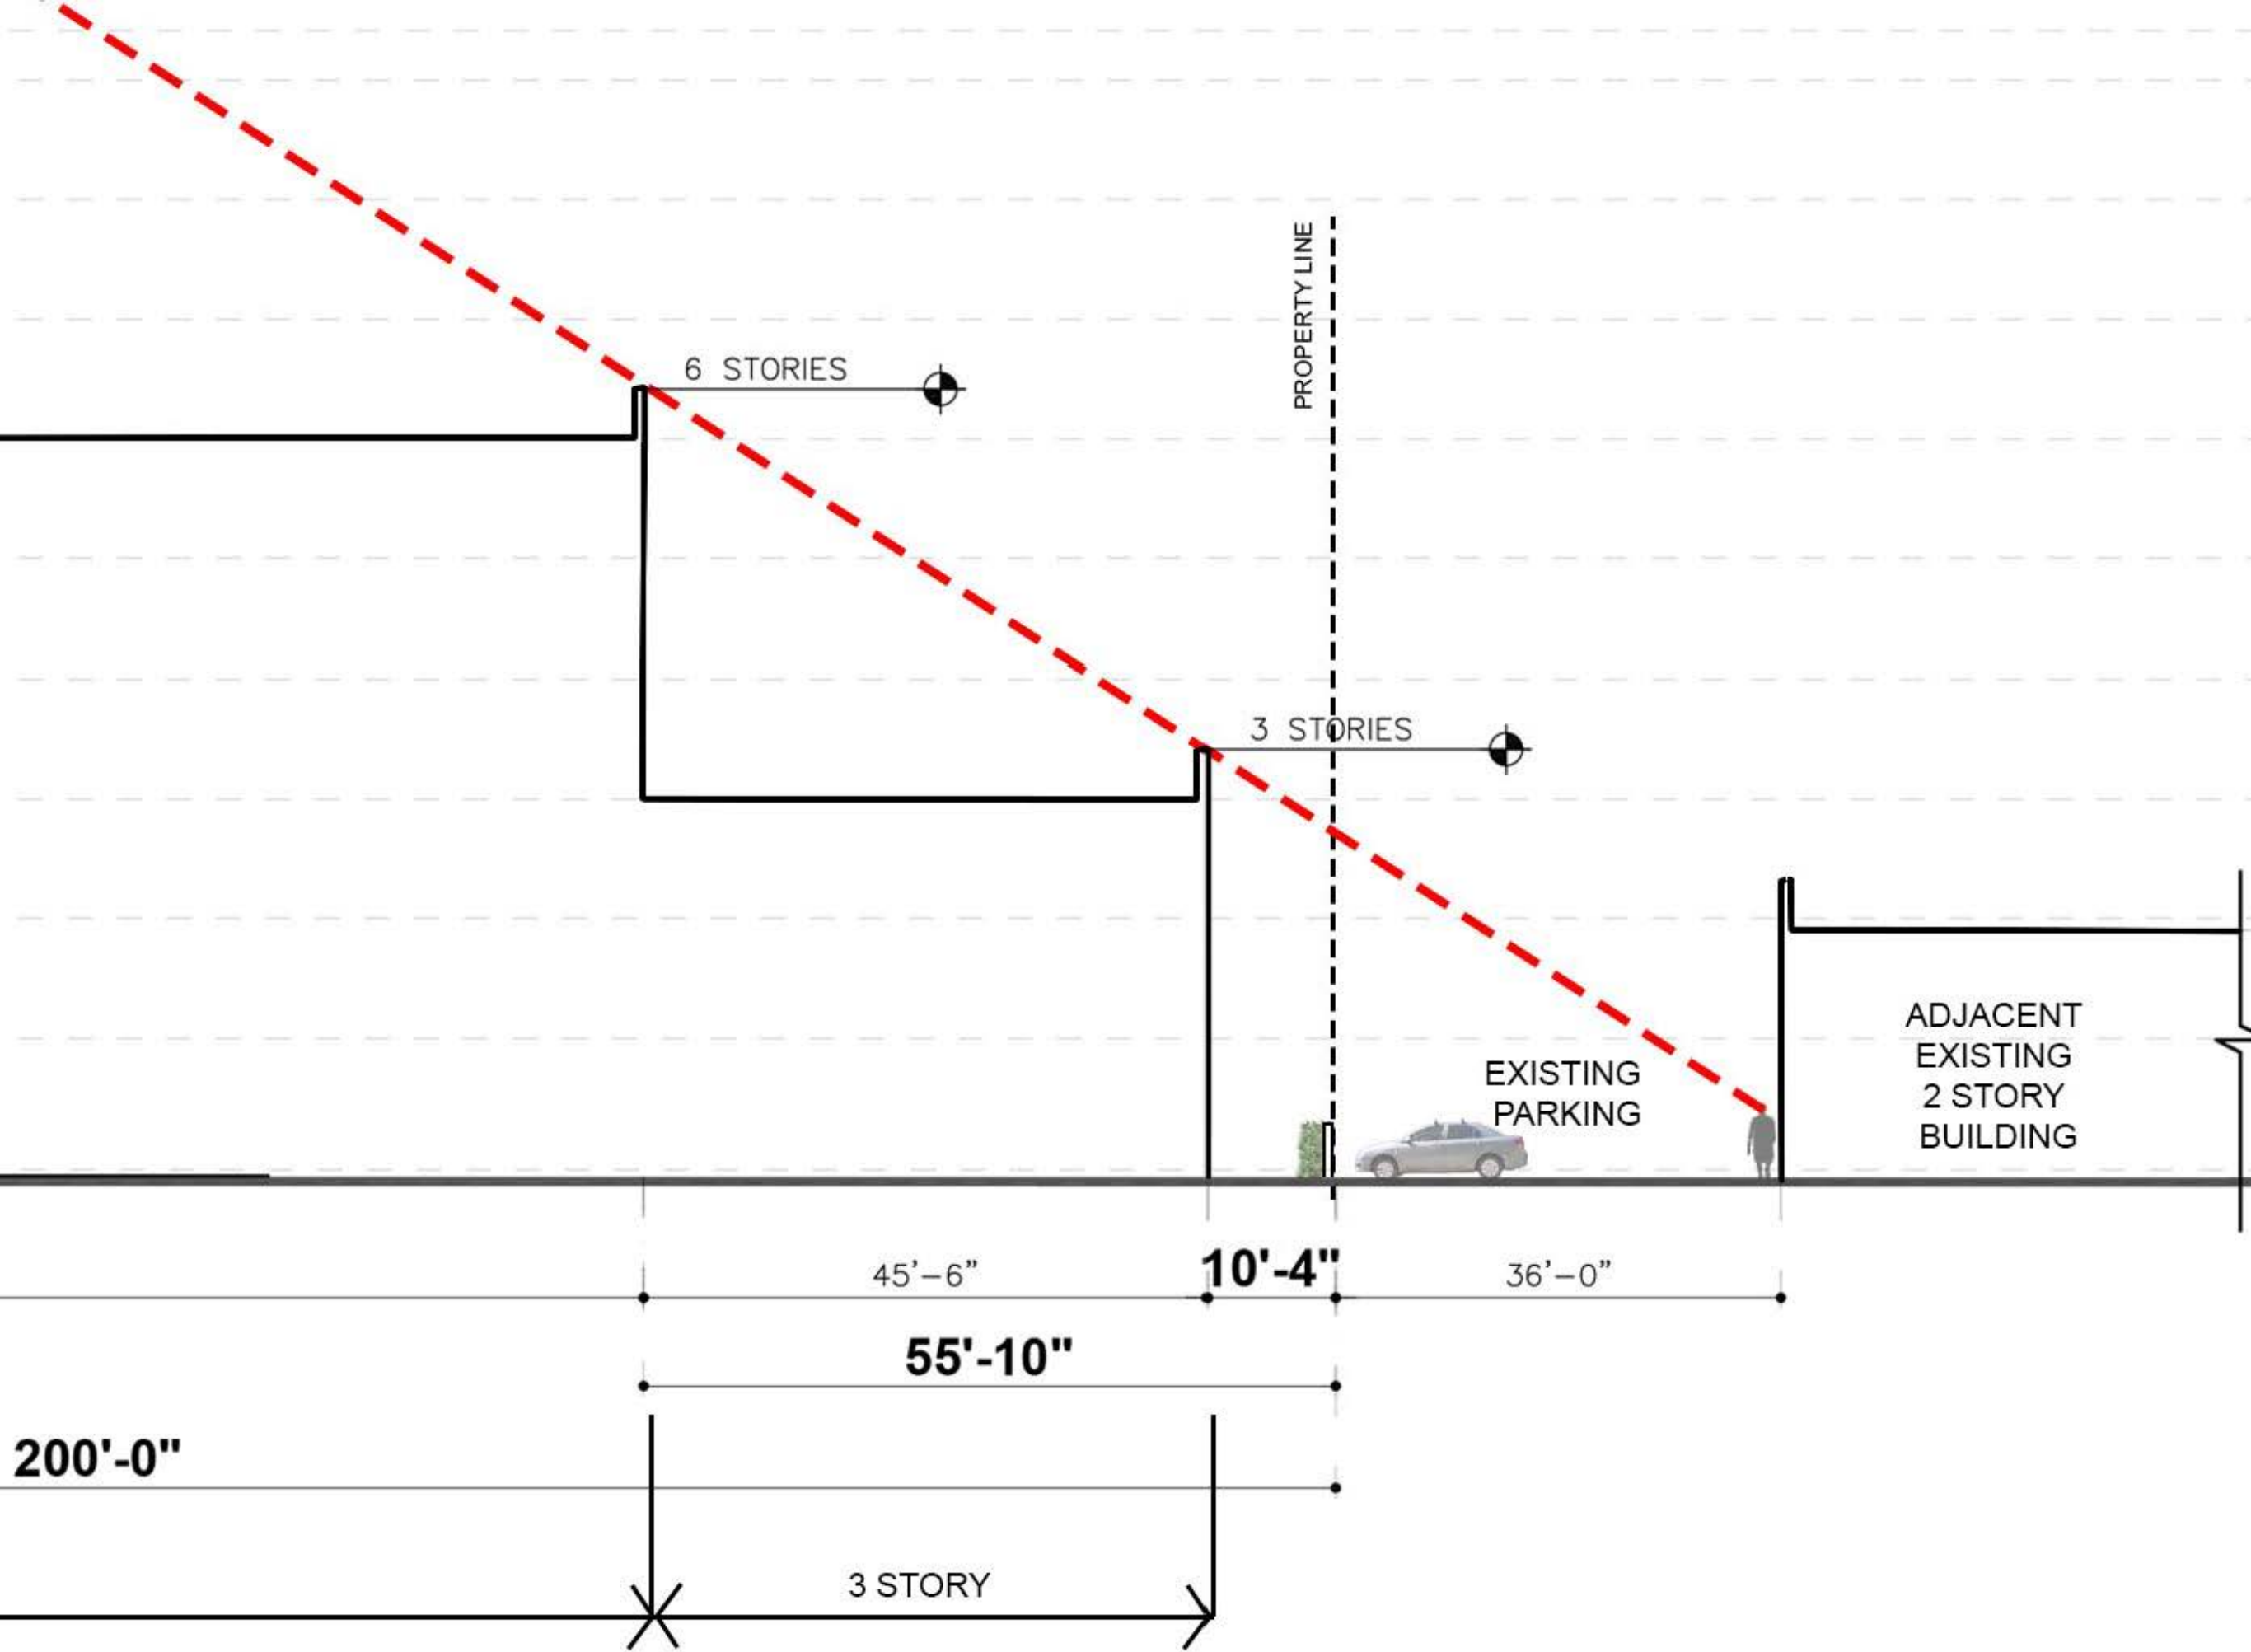 PROPERTY LINE
6 STORIES
3 STORIES
ADJACENT
EXISTING
2 STORY
BUILDING
EXISTING
PARKING
45’–6”
10'-4"
36’–0”
55'-10"
200'-0"
3 STORY